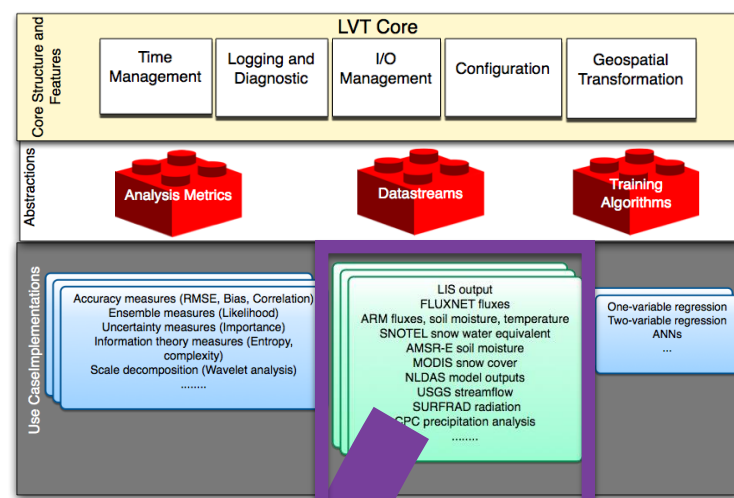 LVT Core
Core Structure and
Features
Time
Management
Logging and
Diagnostic
I/O
Management
Configuration
Geospatial
Transformation
Abstractions
Analysis Metrics
Datastreams
Training
Algorithms
Use CaseImplementations
Accuracy measures (RMSE, Bias, Correlation)
Ensemble measures (Likelihood)
Uncertainty measures (Importance)
Information theory measures (Entropy,
complexity)
Scale decomposition (Wavelet analysis)
........
LIS output
FLUXNET fluxes
ARM fluxes, soil moisture, temperature
SNOTEL snow water equivalent
AMSR-E soil moisture
MODIS snow cover
NLDAS model outputs
USGS streamflow
SURFRAD radiation
precipitation analysis
........
One-variable regression
Two-variable regression
ANNs
...